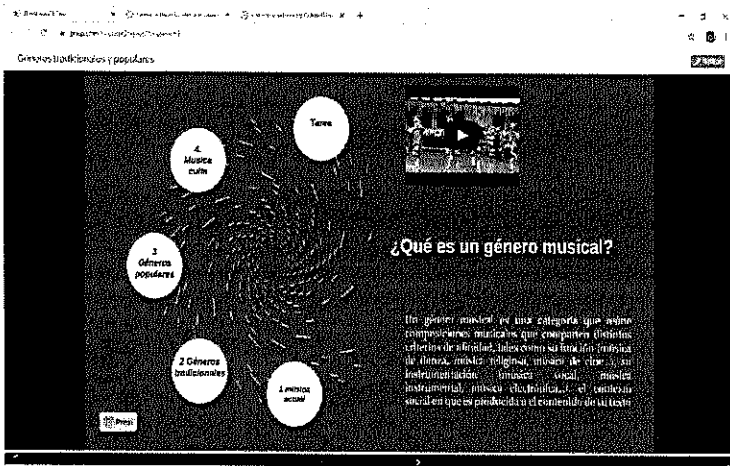 Géneros tradicionales y populares
Tarea
4.
Musica
culta
3
Géneros
populares
2 Géneros
tradicionales
1 música
actual
Prezi
¿Qué es un género musical?
Un género musical es una categoría que reúne
composiciones musicales que comparten distintos
criterios de afinidad, tales como su función (música
de danza, música religiosa, música de cine...), su
instrumentación (música vocal, música
instrumental, música electrónica...), el contexto
social en que es producida o el contenido de su texto